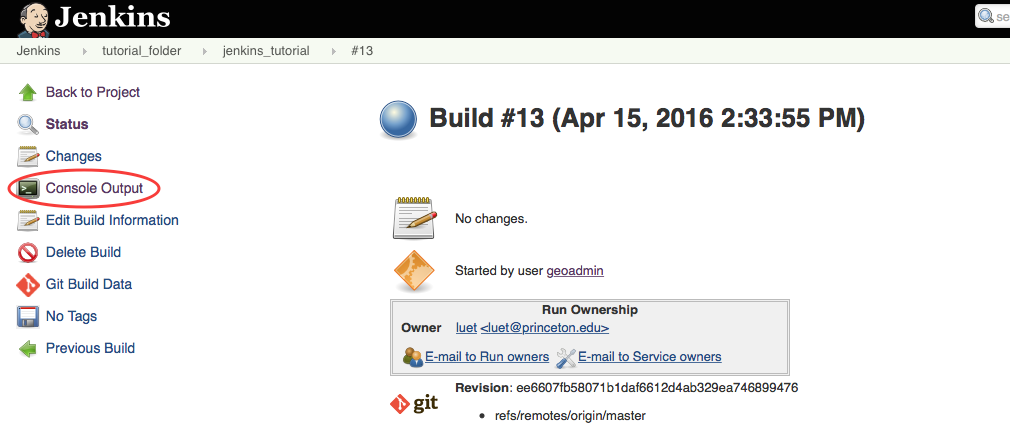 Jenkins
se
Jenkins tutorial_folder jenkins_tutorial #13
Back to Project
Status
Changes
Console Output
Edit Build Information
Delete Build
Git Build Data
No Tags
Previous Build
Build #13 (Apr 15, 2016 2:33:55 PM)
No changes.
Started by user geoadmin
Run Ownership
Owner luet <luet@princeton.edu>
E-mail to Run owners E-mail to Service owners
git
Revision: ee6607fb58071b1daf6612d4ab329ea746899476
• refs/remotes/origin/master